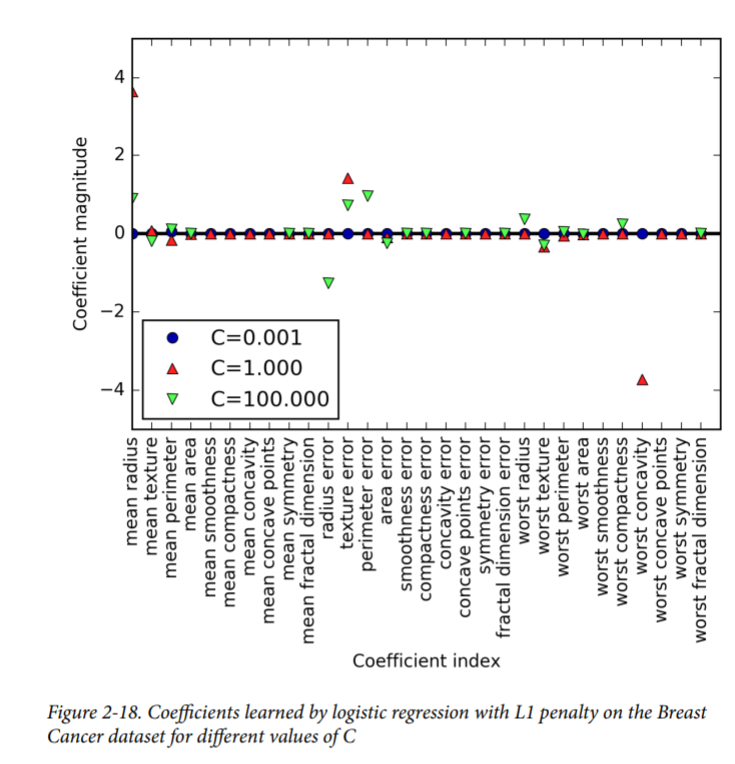 4
2
0
−2
−4
Coefficient magnitude
C=0.001
C=1.000
C=100.000
mean radius
mean texture
mean perimeter
mean area
mean smoothness
mean compactness
mean concavity
mean concave points
mean symmetry
mean fractal dimension
radius error
texture error
perimeter error
area error
smoothness error
compactness error
concavity error
concave points error
symmetry error
fractal dimension error
worst radius
worst texture
worst perimeter
worst area
worst smoothness
worst compactness
worst concavity
worst concave points
worst symmetry
worst fractal dimension
Coefficient index
Figure 2-18. Coefficients learned by logistic regression with L1 penalty on the Breast
Cancer dataset for different values of C